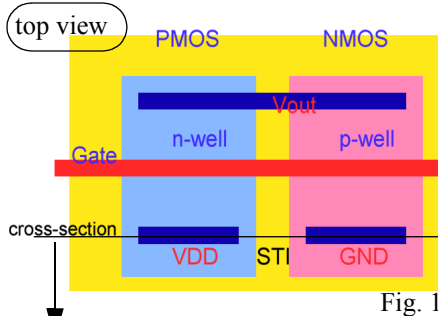 top view
PMOS NMOS
Vout
n-well p-well
Gate
cross-section
VDD STI GND
Fig. 1